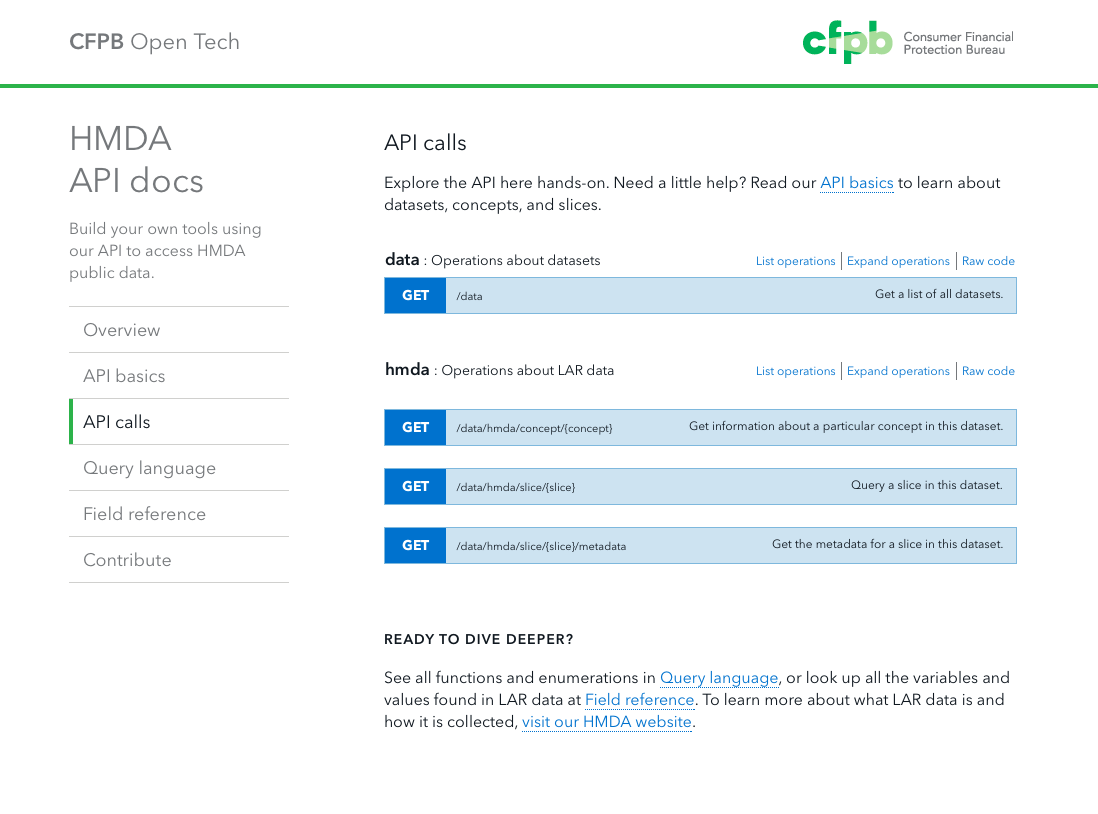 CFPB Open Tech
cfpb Consumer Financial
Protection Bureau
HMDA
API docs
Build your own tools using
our API to access HMDA
public data.
Overview
API basics
API calls
Query language
Field reference
Contribute
API calls
Explore the API here hands-on. Need a little help? Read our API basics to learn about
datasets, concepts, and slices.
data : Operations about datasets List operations Expand operations Raw code
GET /data Get a list of all datasets.
hmda : Operations about LAR data List operations Expand operations Raw code
GET /data/hmda/concept/{concept} Get information about a particular concept in this dataset.
GET /data/hmda/slice/{slice} Query a slice in this dataset.
GET /data/hmda/slice/{slice}/metadata Get the metadata for a slice in this dataset.
READY TO DIVE DEEPER?
See all functions and enumerations in Query language, or look up all the variables and
values found in LAR data at Field reference. To learn more about what LAR data is and
how it is collected, visit our HMDA website.